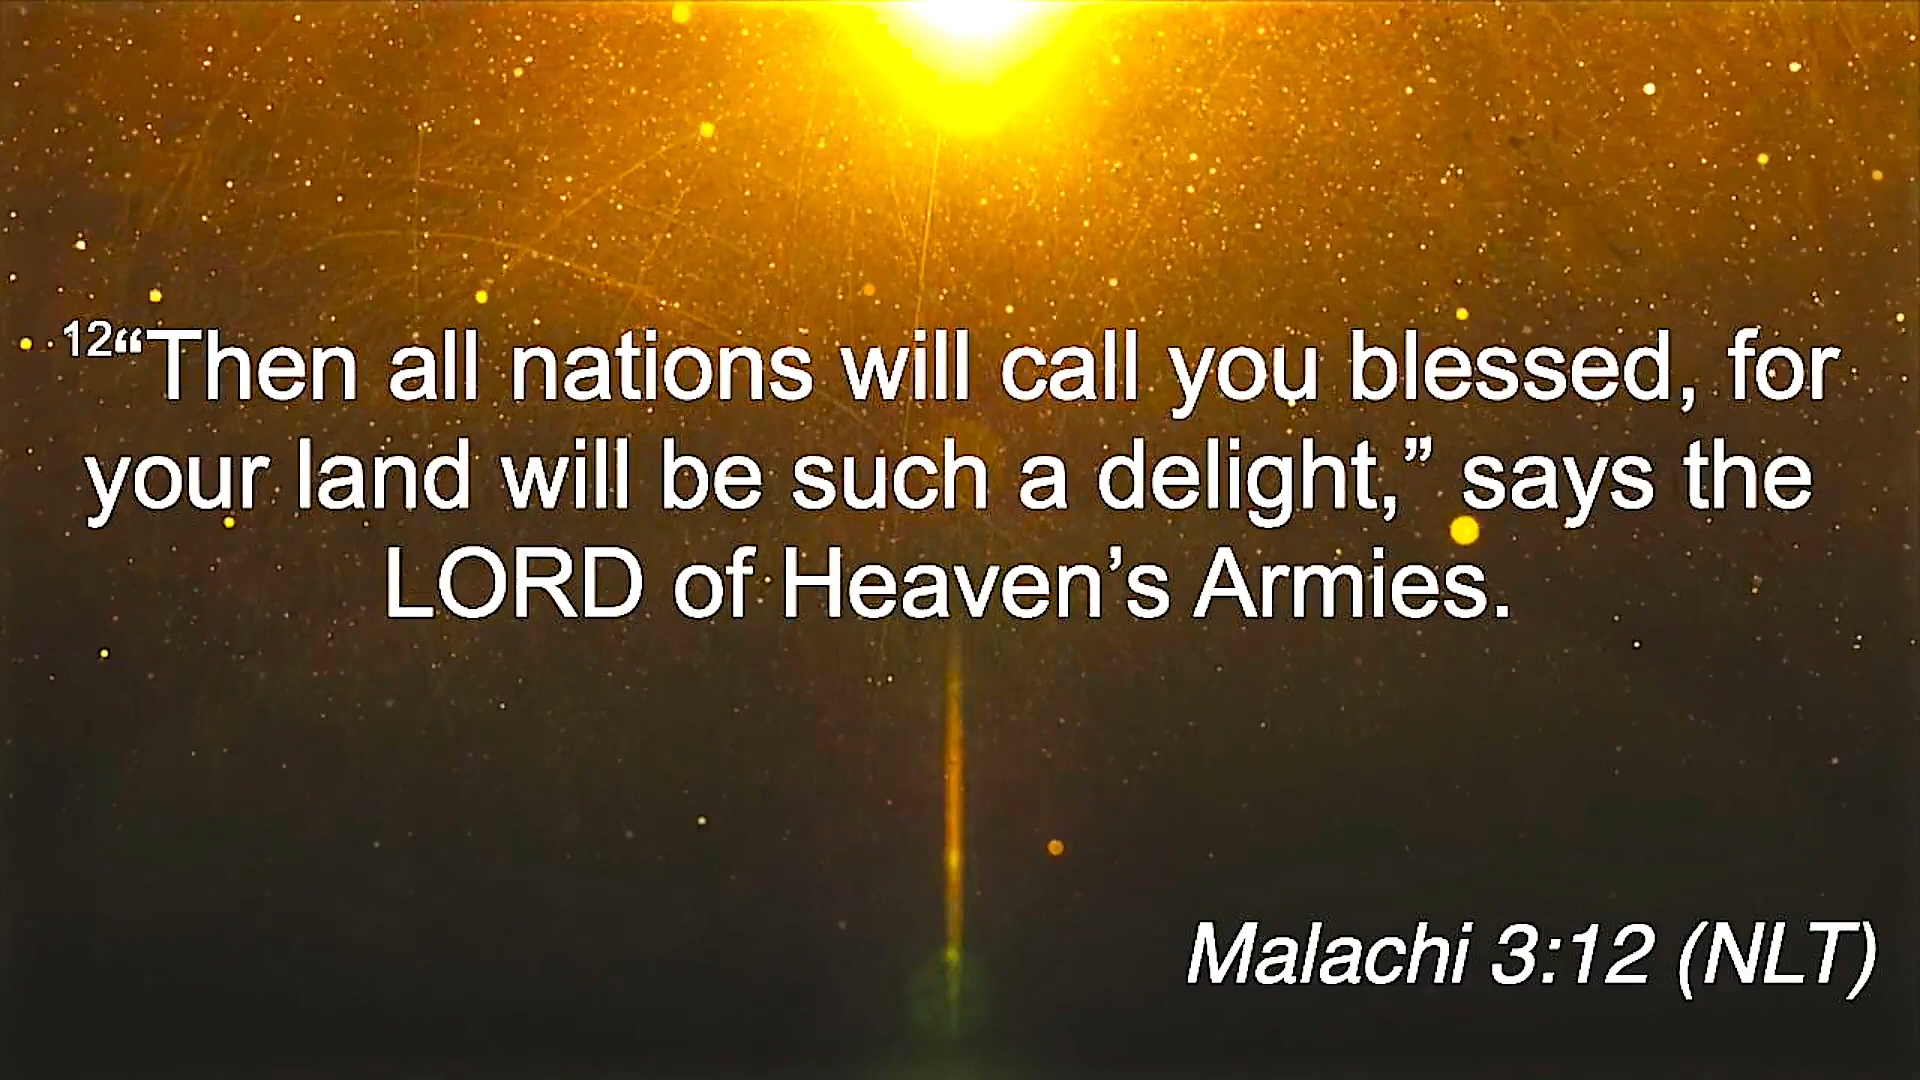 12“Then all nations will call you blessed, for
your land will be such a delight,” says the
LORD of Heaven’s Armies.
Malachi 3:12 (NLT)